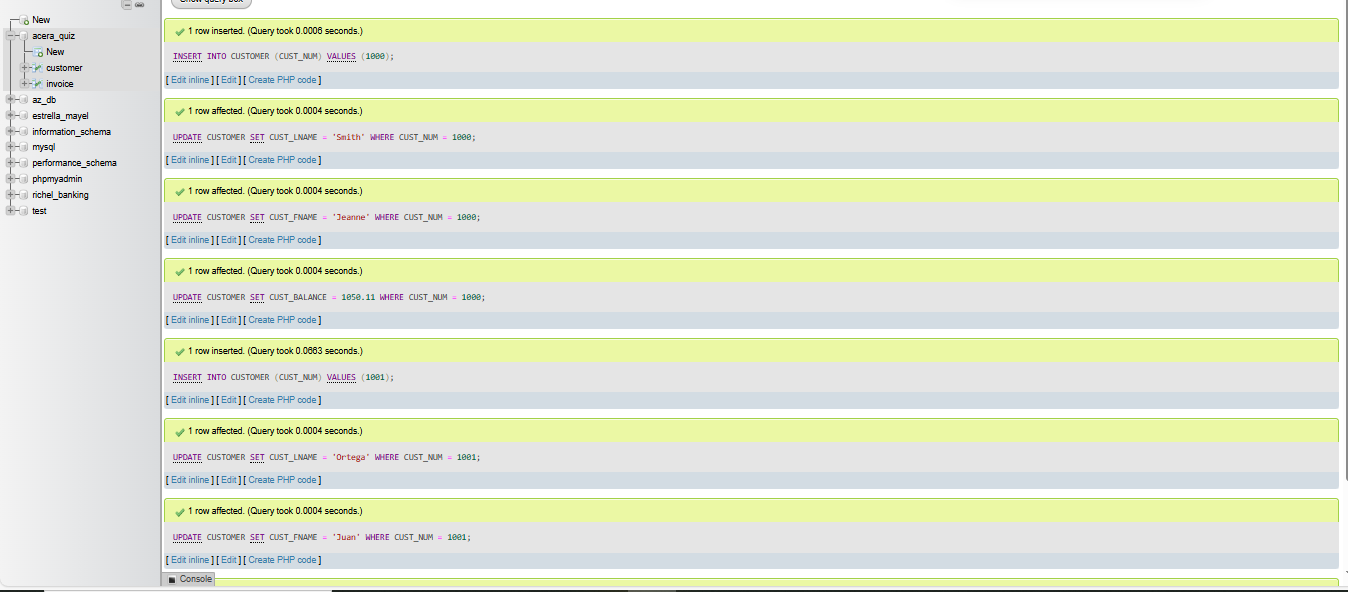 Show query box
New
acera_quiz
New
customer
invoice
az_db
estrella_mayel
information_schema
mysql
performance_schema
phpmyadmin
richel_banking
test
1 row inserted. (Query took 0.0006 seconds.)
INSERT INTO CUSTOMER (CUST_NUM) VALUES (1000);
[ Edit inline ] [ Edit ] [ Create PHP code ]
1 row affected. (Query took 0.0004 seconds.)
UPDATE CUSTOMER SET CUST_LNAME = 'Smith' WHERE CUST_NUM = 1000;
[ Edit inline ] [ Edit ] [ Create PHP code ]
1 row affected. (Query took 0.0004 seconds.)
UPDATE CUSTOMER SET CUST_FNAME = 'Jeanne' WHERE CUST_NUM = 1000;
[ Edit inline ] [ Edit ] [ Create PHP code ]
1 row affected. (Query took 0.0004 seconds.)
UPDATE CUSTOMER SET CUST_BALANCE = 1050.11 WHERE CUST_NUM = 1000;
[ Edit inline ] [ Edit ] [ Create PHP code ]
1 row inserted. (Query took 0.0663 seconds.)
INSERT INTO CUSTOMER (CUST_NUM) VALUES (1001);
[ Edit inline ] [ Edit ] [ Create PHP code ]
1 row affected. (Query took 0.0004 seconds.)
UPDATE CUSTOMER SET CUST_LNAME = 'Ortega' WHERE CUST_NUM = 1001;
[ Edit inline ] [ Edit ] [ Create PHP code ]
1 row affected. (Query took 0.0004 seconds.)
UPDATE CUSTOMER SET CUST_FNAME = 'Juan' WHERE CUST_NUM = 1001;
[ Edit inline ] [ Edit ] [ Create PHP code ]
Console